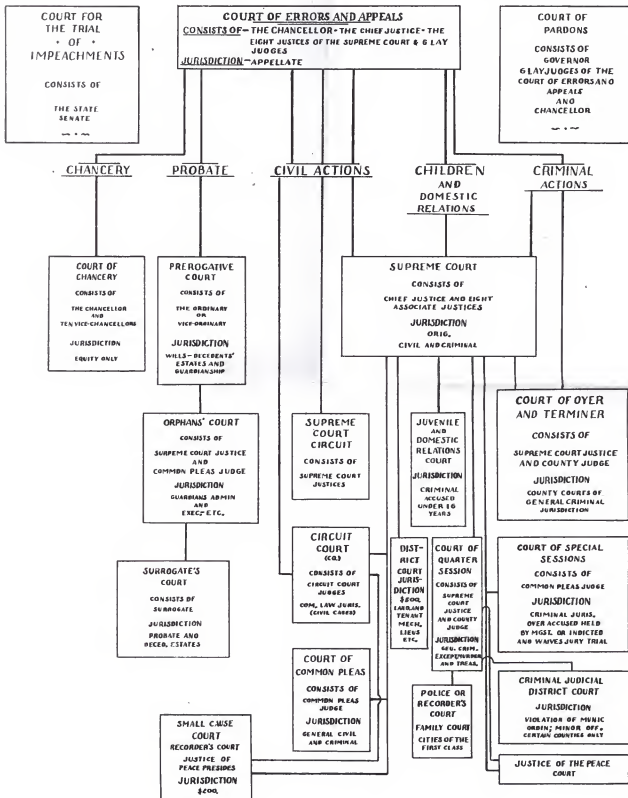 COURT FOR
THE TRIAL
OF
IMPEACHMENTS
CONSISTS OF
THE STATE
SENATE
COURT OF ERRORS AND APPEALS
CONSISTS OF – THE CHANCELLOR - THE CHIEF JUSTICE - THE
EIGHT JUSTICES OF THE SUPREME COURT & 6 LAY
JUDGES
JURISDICTION – APPELLATE
COURT OF
PARDONS
CONSISTS OF
GOVERNOR
6 LAY JUDGES OF THE
COURT OF ERRORS AND
APPEALS
AND
CHANCELLOR
CHANCERY
PROBATE
CIVIL ACTIONS
CHILDREN
AND
DOMESTIC
RELATIONS
CRIMINAL
ACTIONS
COURT OF
CHANCERY
CONSISTS OF
THE CHANCELLOR
AND
TEN VICE-CHANCELLORS
JURISDICTION
EQUITY ONLY
PREROGATIVE
COURT
CONSISTS OF
THE ORDINARY
OR
VICE-ORDINARY
JURISDICTION
WILLS – DECEDENTS'
ESTATES AND
GUARDIANSHIP
SUPREME COURT
CONSISTS OF
CHIEF JUSTICE AND EIGHT
ASSOCIATE JUSTICES
JURISDICTION
ORIG.
CIVIL AND CRIMINAL
ORPHANS' COURT
CONSISTS OF
SURPEME COURT JUSTICE
AND
COMMON PLEAS JUDGE
JURISDICTION
GUARDIANS ADMIN
AND
EXEC.- ETC.
SUPREME
COURT
CIRCUIT
CONSISTS OF
SUPREME COURT
JUSTICES
JUVENILE
AND
DOMESTIC
RELATIONS
COURT
JURISDICTION
CRIMINAL
ACCUSED
UNDER 16
YEARS
COURT OF OYER
AND TERMINER
CONSISTS OF
SUPREME COURT JUSTICE
AND COUNTY JUDGE
JURISDICTION
COUNTY COURTS OF
GENERAL CRIMINAL
JURISDICTION
SURROGATE'S
COURT
CONSISTS OF
SURROGATE
JURISDICTION
PROBATE AND
DECED. ESTATES
CIRCUIT
COURT
(CO.)
CONSISTS OF
CIRCUIT COURT
JUDGES
COM. LAW JURIS.
(CIVIL CASES)
DIST-
RICT
COURT
JURIS-
DICTION
$500.
LAND. AND
TENANT
MECH.
LIENS
ETC.
COURT OF
QUARTER
SESSION
CONSISTS OF
SUPREME
COURT
JUSTICE
AND COUNTY
JUDGE
JURISDICTION
GEN. CRIM.
EXCEPT MURDER
AND TREAS.
COURT OF SPECIAL
SESSIONS
CONSISTS OF
COMMON PLEAS JUDGE
JURISDICTION
CRIMINAL JURIS.
OVER ACCUSED HELD
BY MGST. OR INDICTED
AND WAIVES JURY TRIAL
COURT OF
COMMON PLEAS
CONSISTS OF
COMMON PLEAS
JUDGE
JURISDICTION
GENERAL CIVIL
AND CRIMINAL
POLICE OR
RECORDER'S
COURT
FAMILY COURT
CITIES OF THE
FIRST CLASS
CRIMINAL JUDICIAL
DISTRICT COURT
JURISDICTION
VIOLATION OF MUNIC
ORDIN; MINOR OFF.
CERTAIN COUNTIES ONLY
SMALL CAUSE
COURT
RECORDER'S COURT
JUSTICE OF
PEACE PRESIDES
JURISDICTION
$200.
JUSTICE OF THE PEACE
COURT